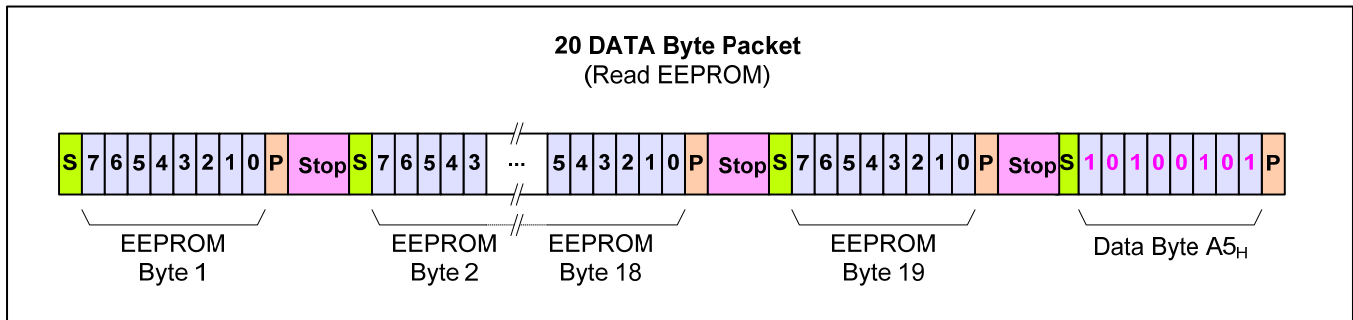 20 DATA Byte Packet
(Read EEPROM)
S 7 6 5 4 3 2 1 0 P Stop S 7 6 5 4 3 ... 5 4 3 2 1 0 P Stop S 7 6 5 4 3 2 1 0 P Stop S 1 0 1 0 0 1 0 1 P
EEPROM EEPROM EEPROM EEPROM Data Byte A5H
Byte 1 Byte 2 Byte 18 Byte 19